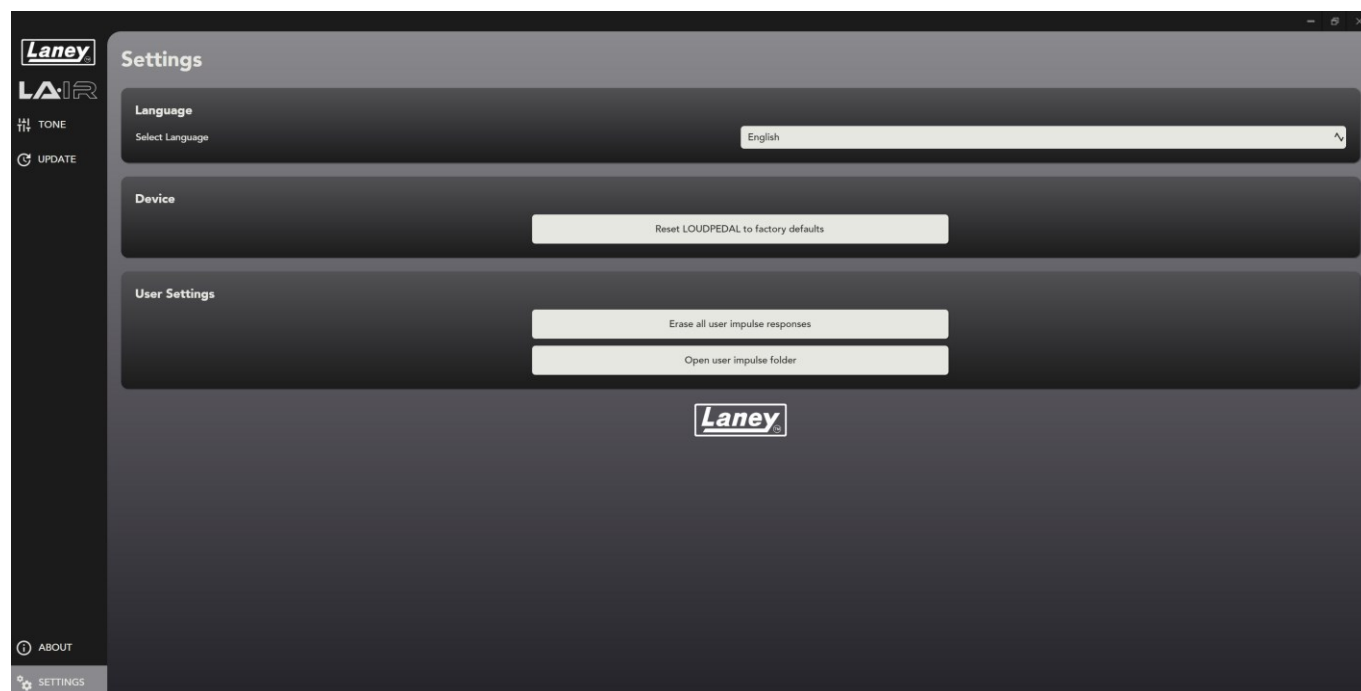 Laney
LA·IR
TONE
UPDATE
Settings
Language
Select Language
English
Device
Reset LOUDPEDAL to factory defaults
User Settings
Erase all user impulse responses
Open user impulse folder
Laney
ABOUT
SETTINGS